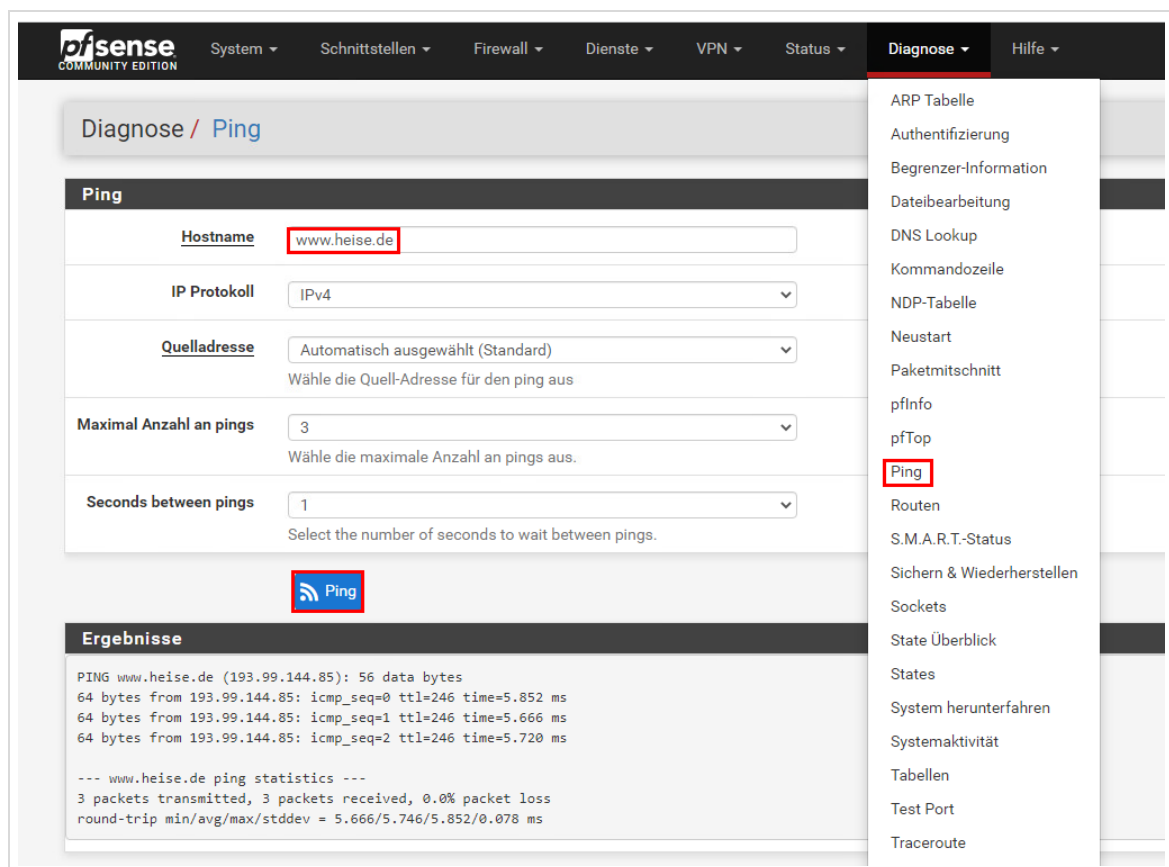 pfsense System Schnittstellen Firewall Dienste VPN Status Diagnose Hilfe
COMMUNITY EDITION
Diagnose / Ping
Ping
Hostname www.heise.de
IP Protokoll IPv4
Quelladresse Automatisch ausgewählt (Standard)
Wähle die Quell-Adresse für den ping aus
Maximal Anzahl an pings 3
Wähle die maximale Anzahl an pings aus.
Seconds between pings 1
Select the number of seconds to wait between pings.
Ping
Ergebnisse
PING www.heise.de (193.99.144.85): 56 data bytes
64 bytes from 193.99.144.85: icmp_seq=0 ttl=246 time=5.852 ms
64 bytes from 193.99.144.85: icmp_seq=1 ttl=246 time=5.666 ms
64 bytes from 193.99.144.85: icmp_seq=2 ttl=246 time=5.720 ms
--- www.heise.de ping statistics ---
3 packets transmitted, 3 packets received, 0.0% packet loss
round-trip min/avg/max/stddev = 5.666/5.746/5.852/0.078 ms
ARP Tabelle
Authentifizierung
Begrenzer-Information
Dateibearbeitung
DNS Lookup
Kommandozeile
NDP-Tabelle
Neustart
Paketmitschnitt
pfInfo
pfTop
Ping
Routen
S.M.A.R.T.-Status
Sichern & Wiederherstellen
Sockets
State Überblick
States
System herunterfahren
Systemaktivität
Tabellen
Test Port
Traceroute